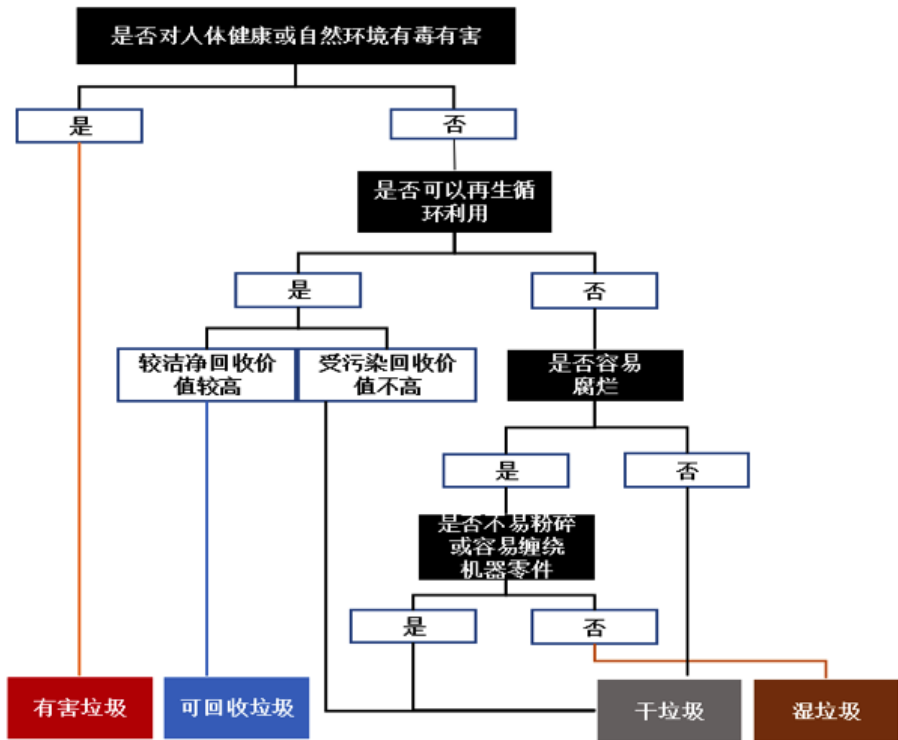 是否对人体健康或自然环境有毒有害
是
否
是否可以再生循
环利用
是
否
较洁净回收价
值较高
受污染回收价
值不高
是否容易
腐烂
是
否
是否不易粉碎
或容易缠绕
机器零件
是
否
有害垃圾
可回收垃圾
干垃圾
湿垃圾